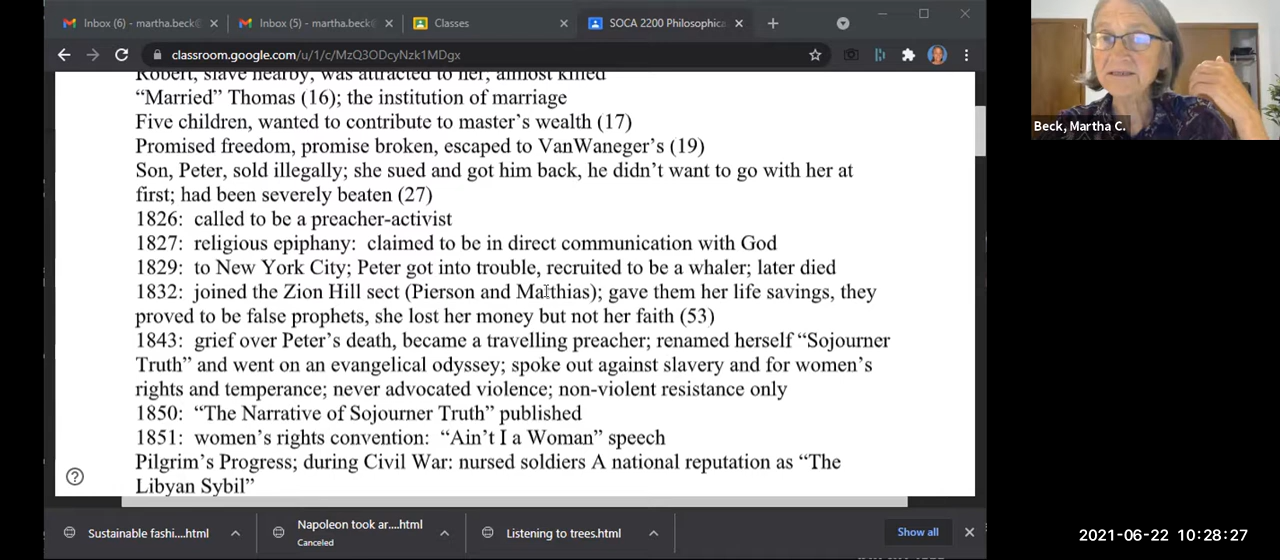 Inbox (6) - martha.beck@
Inbox (5) - martha.beck@
Classes
SOCA 2200 Philosophica
classroom.google.com/u/1/c/MzQ3ODcyNzk1MDgx
Robert, slave nearby, was attracted to her, almost killed
“Married” Thomas (16); the institution of marriage
Five children, wanted to contribute to master’s wealth (17)
Promised freedom, promise broken, escaped to VanWaneger’s (19)
Son, Peter, sold illegally; she sued and got him back, he didn’t want to go with her at
first; had been severely beaten (27)
1826: called to be a preacher-activist
1827: religious epiphany: claimed to be in direct communication with God
1829: to New York City; Peter got into trouble, recruited to be a whaler; later died
1832: joined the Zion Hill sect (Pierson and Matthias); gave them her life savings, they
proved to be false prophets, she lost her money but not her faith (53)
1843: grief over Peter’s death, became a travelling preacher; renamed herself “Sojourner
Truth” and went on an evangelical odyssey; spoke out against slavery and for women’s
rights and temperance; never advocated violence; non-violent resistance only
1850: “The Narrative of Sojourner Truth” published
1851: women’s rights convention: “Ain’t I a Woman” speech
Pilgrim’s Progress; during Civil War: nursed soldiers A national reputation as “The
Libyan Sybil”
Sustainable fashi....html
Napoleon took ar....html
Canceled
Listening to trees.html
Show all
Beck, Martha C.
2021-06-22 10:28:27